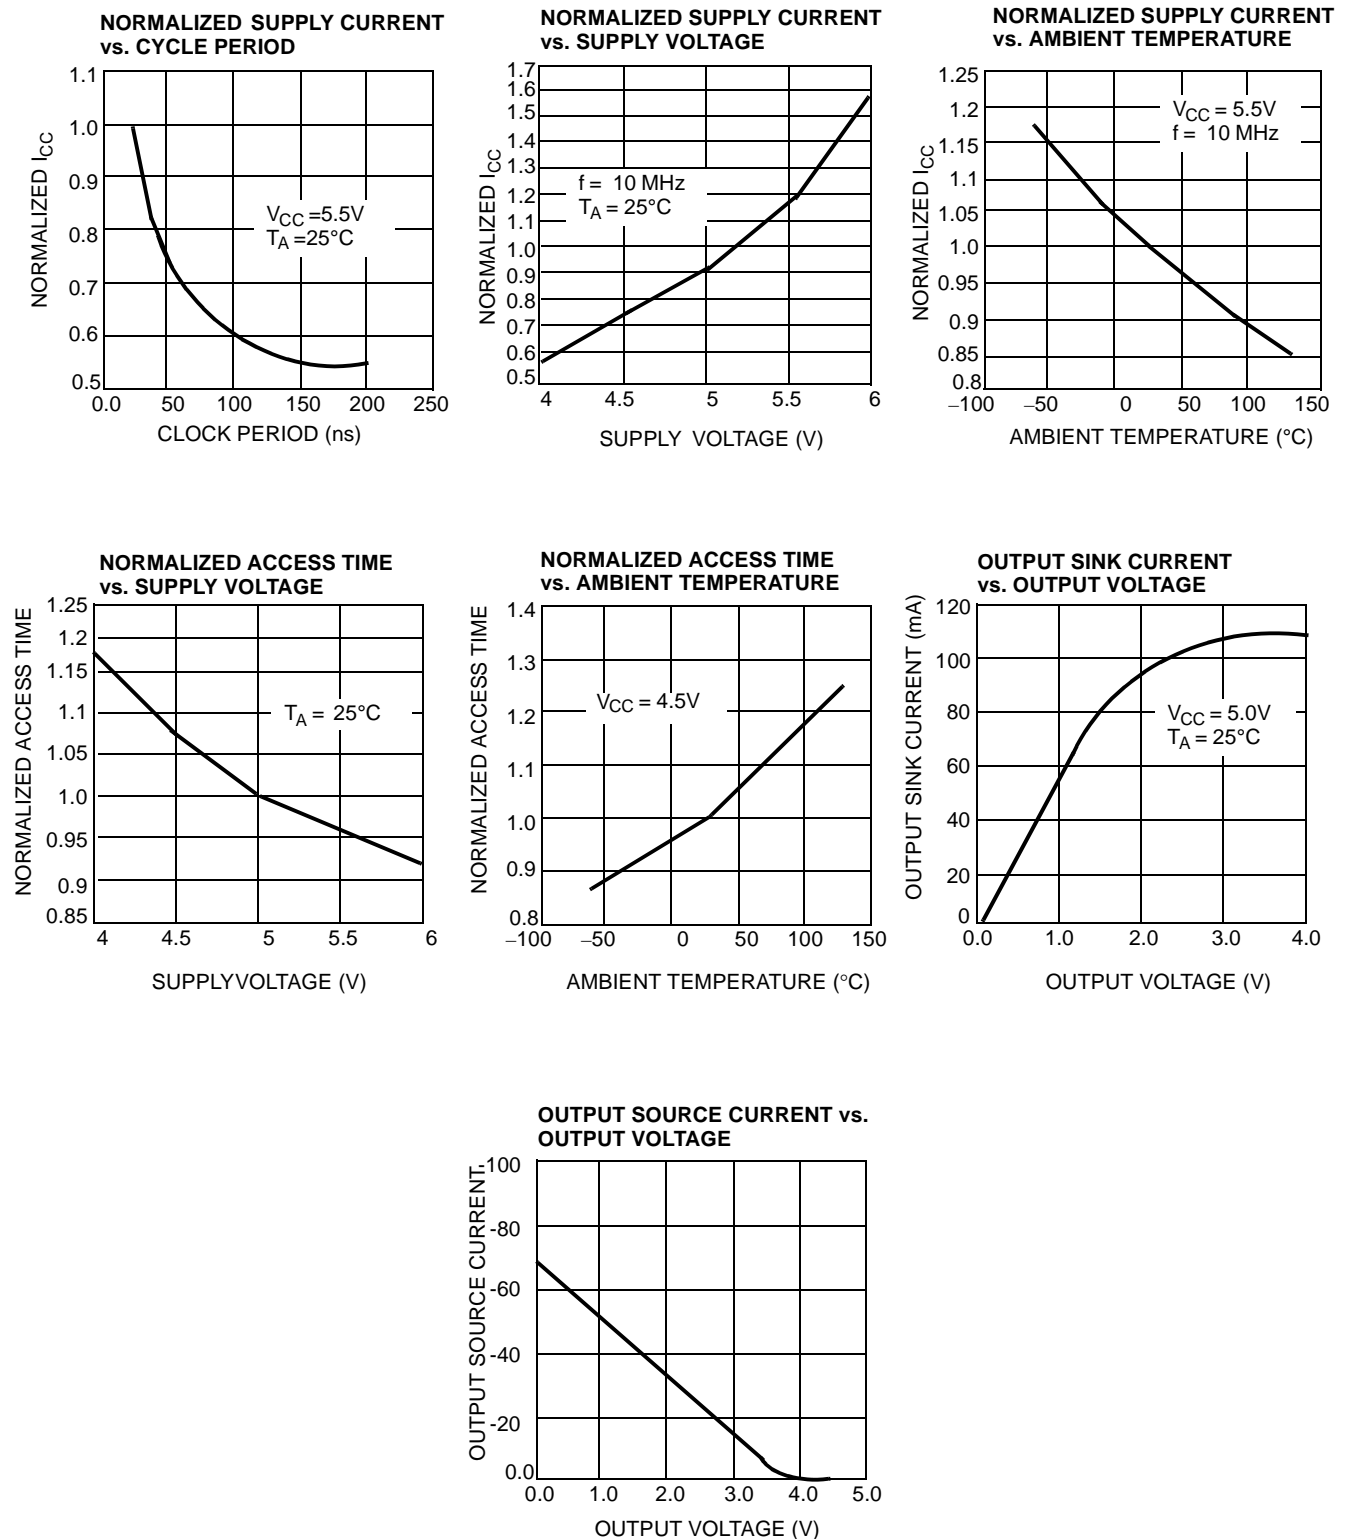 NORMALIZED SUPPLY CURRENT
vs. CYCLE PERIOD
NORMALIZED ICC
1.1
1.0
0.9
0.8
0.7
0.6
0.5
VCC =5.5V
TA =25°C
0.0 50 100 150 200 250
CLOCK PERIOD (ns)
NORMALIZED SUPPLY CURRENT
vs. SUPPLY VOLTAGE
NORMALIZED ICC
1.7
1.6
1.5
1.4
1.3
1.2
1.1
1.0
0.9
0.8
0.7
0.6
0.5
f = 10 MHz
TA = 25°C
4 4.5 5 5.5 6
SUPPLY VOLTAGE (V)
NORMALIZED SUPPLY CURRENT
vs. AMBIENT TEMPERATURE
NORMALIZED ICC
1.25
1.2
1.15
1.1
1.05
1.0
0.95
0.9
0.85
0.8
VCC = 5.5V
f = 10 MHz
–100 –50 0 50 100 150
AMBIENT TEMPERATURE (°C)
NORMALIZED ACCESS TIME
vs. SUPPLY VOLTAGE
NORMALIZED ACCESS TIME
1.25
1.2
1.15
1.1
1.05
1.0
0.95
0.9
0.85
TA = 25°C
4 4.5 5 5.5 6
SUPPLYVOLTAGE (V)
NORMALIZED ACCESS TIME
vs. AMBIENT TEMPERATURE
NORMALIZED ACCESS TIME
1.4
1.3
1.2
1.1
1.0
0.9
0.8
VCC = 4.5V
–100 –50 0 50 100 150
AMBIENT TEMPERATURE (°C)
OUTPUT SINK CURRENT
vs. OUTPUT VOLTAGE
OUTPUT SINK CURRENT (mA)
120
100
80
60
40
20
0
VCC = 5.0V
TA = 25°C
0.0 1.0 2.0 3.0 4.0
OUTPUT VOLTAGE (V)
OUTPUT SOURCE CURRENT vs.
OUTPUT VOLTAGE
OUTPUT SOURCE CURRENT
-100
-80
-60
-40
-20
0.0
0.0 1.0 2.0 3.0 4.0 5.0
OUTPUT VOLTAGE (V)